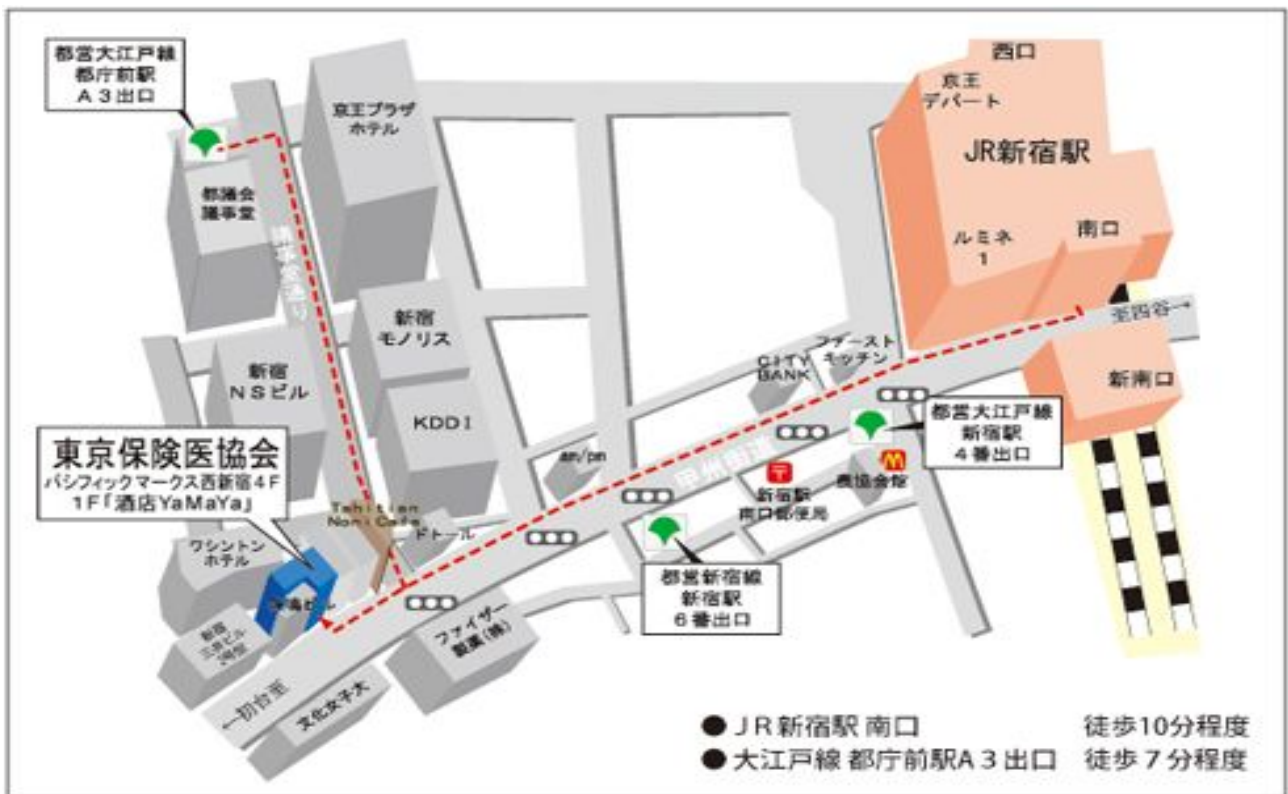 都営大江戸線
都庁前駅
A3出口
西口
京王
デパート
京王プラザ
ホテル
JR新宿駅
都議会
議事堂
議事堂通り
ルミネ
1
南口
至四谷→
新宿
モノリス
新宿
NSビル
ファースト
キッチン
CITY
BANK
新南口
KDDI
都営大江戸線
新宿駅
4番出口
東京保険医協会
パシフィックマークス西新宿4F
1F「酒店YaMaYa」
am/pm
甲州街道
新宿駅
南口郵便局
農協会館
Tahitian
Noni Cafe
ドトール
ワシントン
ホテル
都営新宿線
新宿駅
6番出口
ファイザー
製薬(株)
新宿
三井ビル
2号館
←初台至
文化女子大
●JR新宿駅 南口 徒歩10分程度
●大江戸線 都庁前駅A3出口 徒歩7分程度